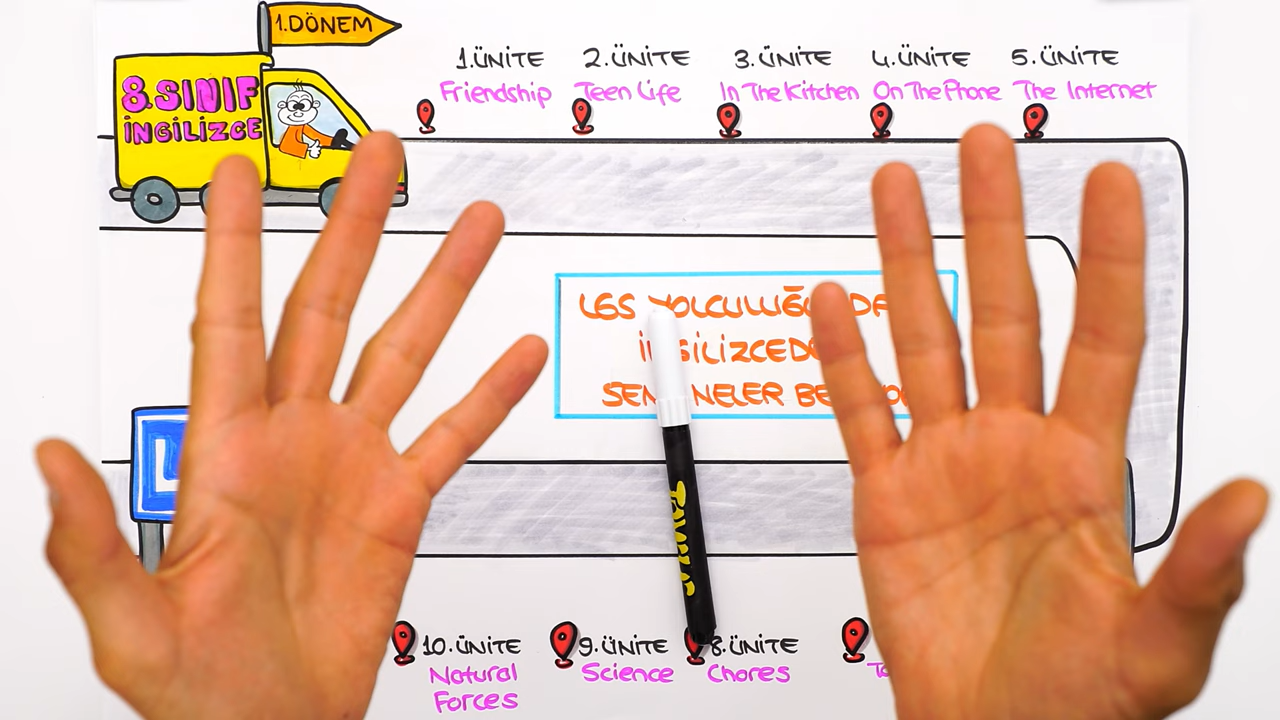 1.DÖNEM
8.SINIF
İNGİLİZCE
1.ÜNİTE
Friendship
2.ÜNİTE
Teen Life
3.ÜNİTE
In The Kitchen
4.ÜNİTE
On The Phone
5.ÜNİTE
The Internet
LGS
NELER
10.ÜNİTE
Natural
Forces
9.ÜNİTE
Science
8.ÜNİTE
Chores